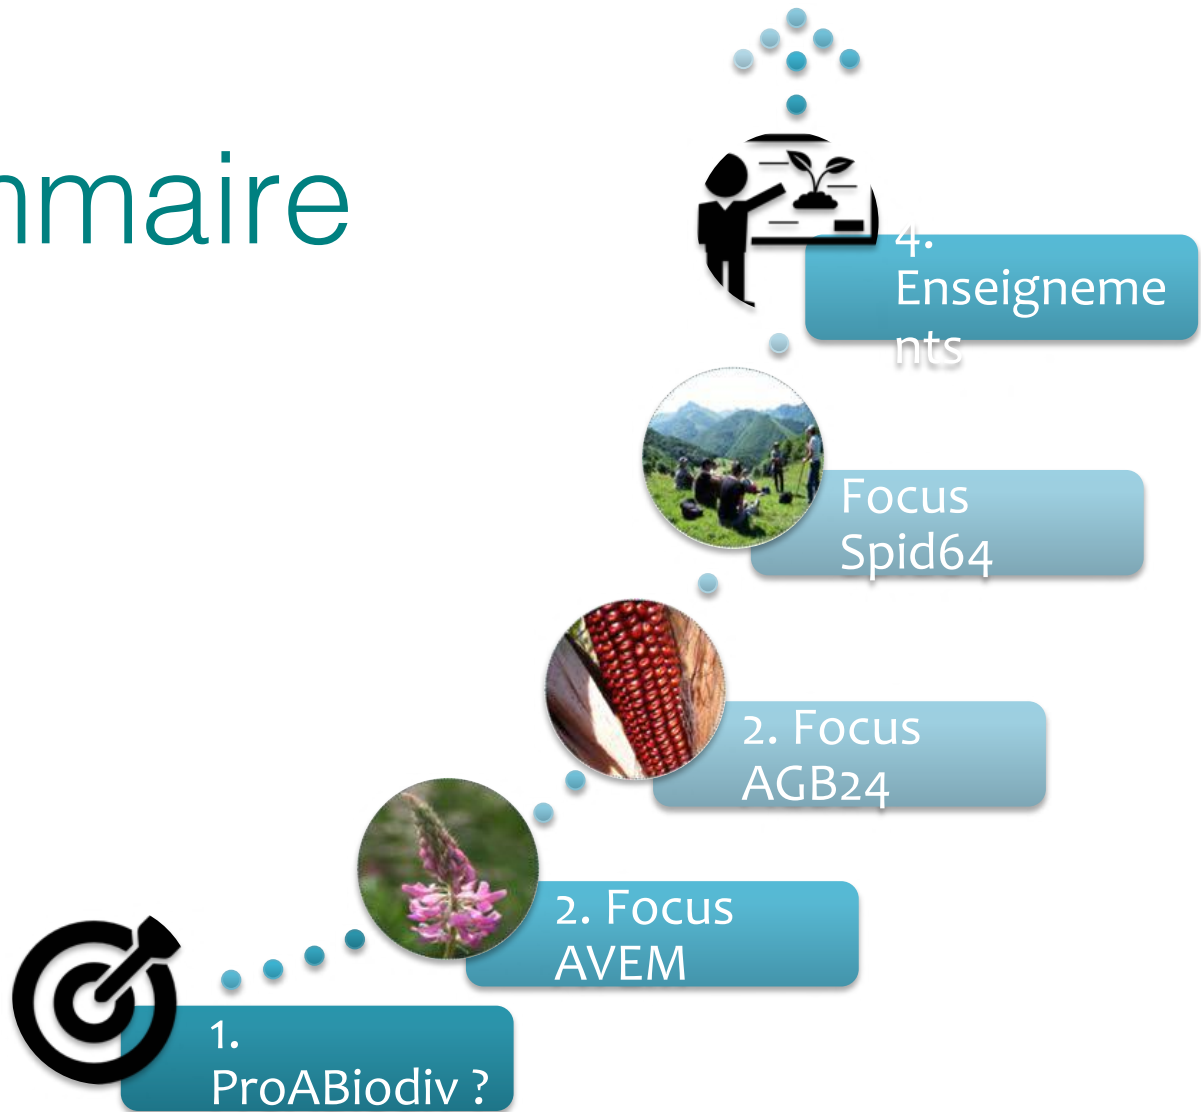 mmaire
4.
Enseigneme
nts
Focus
Spid64
2. Focus
AGB24
2. Focus
AVEM
1.
ProABiodiv ?